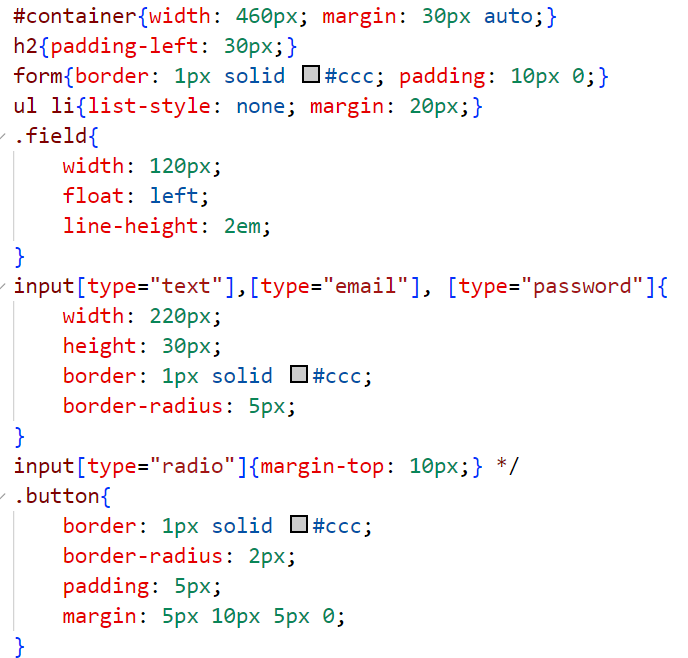 #container{width: 460px; margin: 30px auto;}
h2{padding-left: 30px;}
form{border: 1px solid #ccc; padding: 10px 0;}
ul li{list-style: none; margin: 20px;}
.field{
    width: 120px;
    float: left;
    line-height: 2em;
}
input[type="text"],[type="email"], [type="password"]{
    width: 220px;
    height: 30px;
    border: 1px solid #ccc;
    border-radius: 5px;
}
input[type="radio"]{margin-top: 10px;} */
.button{
    border: 1px solid #ccc;
    border-radius: 2px;
    padding: 5px;
    margin: 5px 10px 5px 0;
}